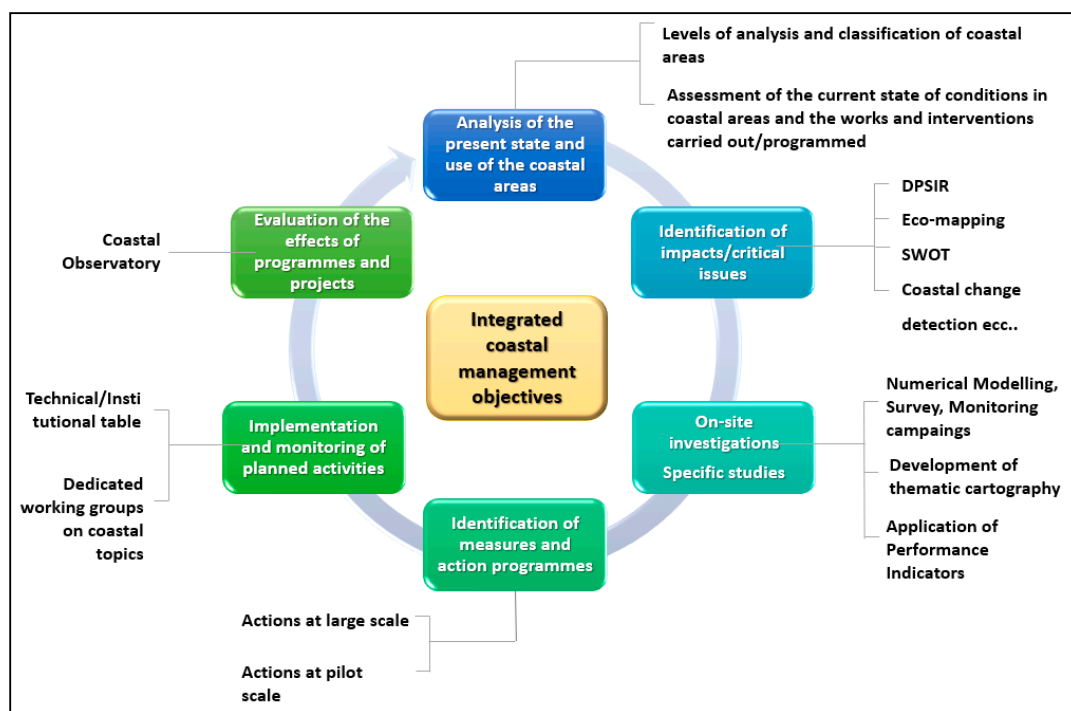 Levels of analysis and classification of coastal
areas
Assessment of the current state of conditions in
coastal areas and the works and interventions
carried out/programmed
Analysis of the
present state and
use of the coastal
areas
DPSIR
Eco-mapping
SWOT
Coastal change
detection ecc..
Identification of
impacts/critical
issues
Evaluation of the
effects of
programmes and
projects
Coastal
Observatory
Integrated
coastal
management
objectives
Numerical Modelling,
Survey, Monitoring
campaings
Development of
thematic cartography
Application of
Performance
Indicators
On-site
investigations
Specific studies
Technical/Insti
tutional table
Dedicated
working groups
on coastal
topics
Implementation
and monitoring of
planned activities
Identification of
measures and
action programmes
Actions at large scale
Actions at pilot
scale